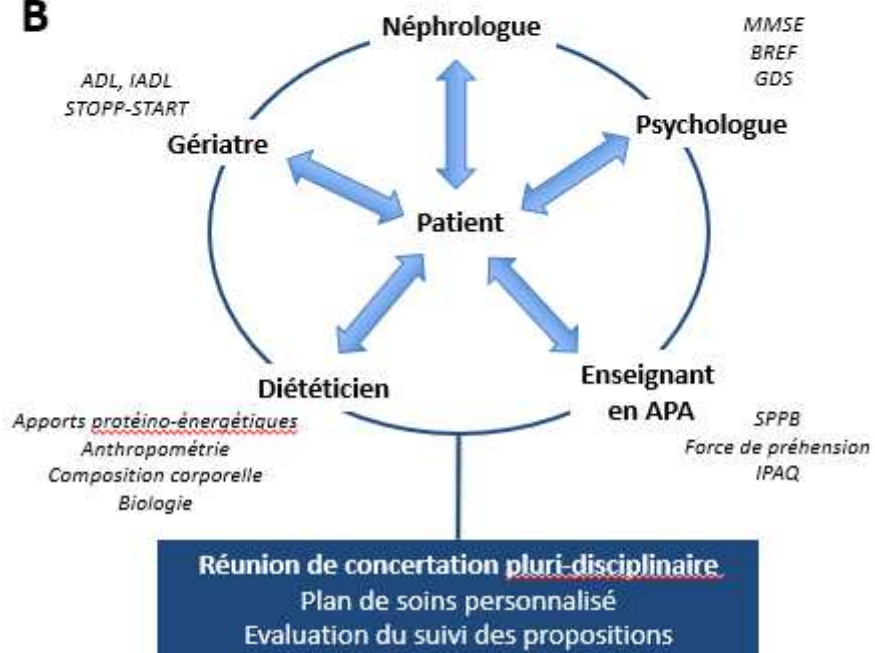 B
Néphrologue
MMSE
BREF
GDS
ADL, IADL
STOPP-START
Gériatre
Psychologue
Patient
Diététicien
Enseignant
en APA
Apports protéino-énergétiques
Anthropométrie
Composition corporelle
Biologie
SPPB
Force de préhension
IPAQ
Réunion de concertation pluri-disciplinaire
Plan de soins personnalisé
Evaluation du suivi des propositions